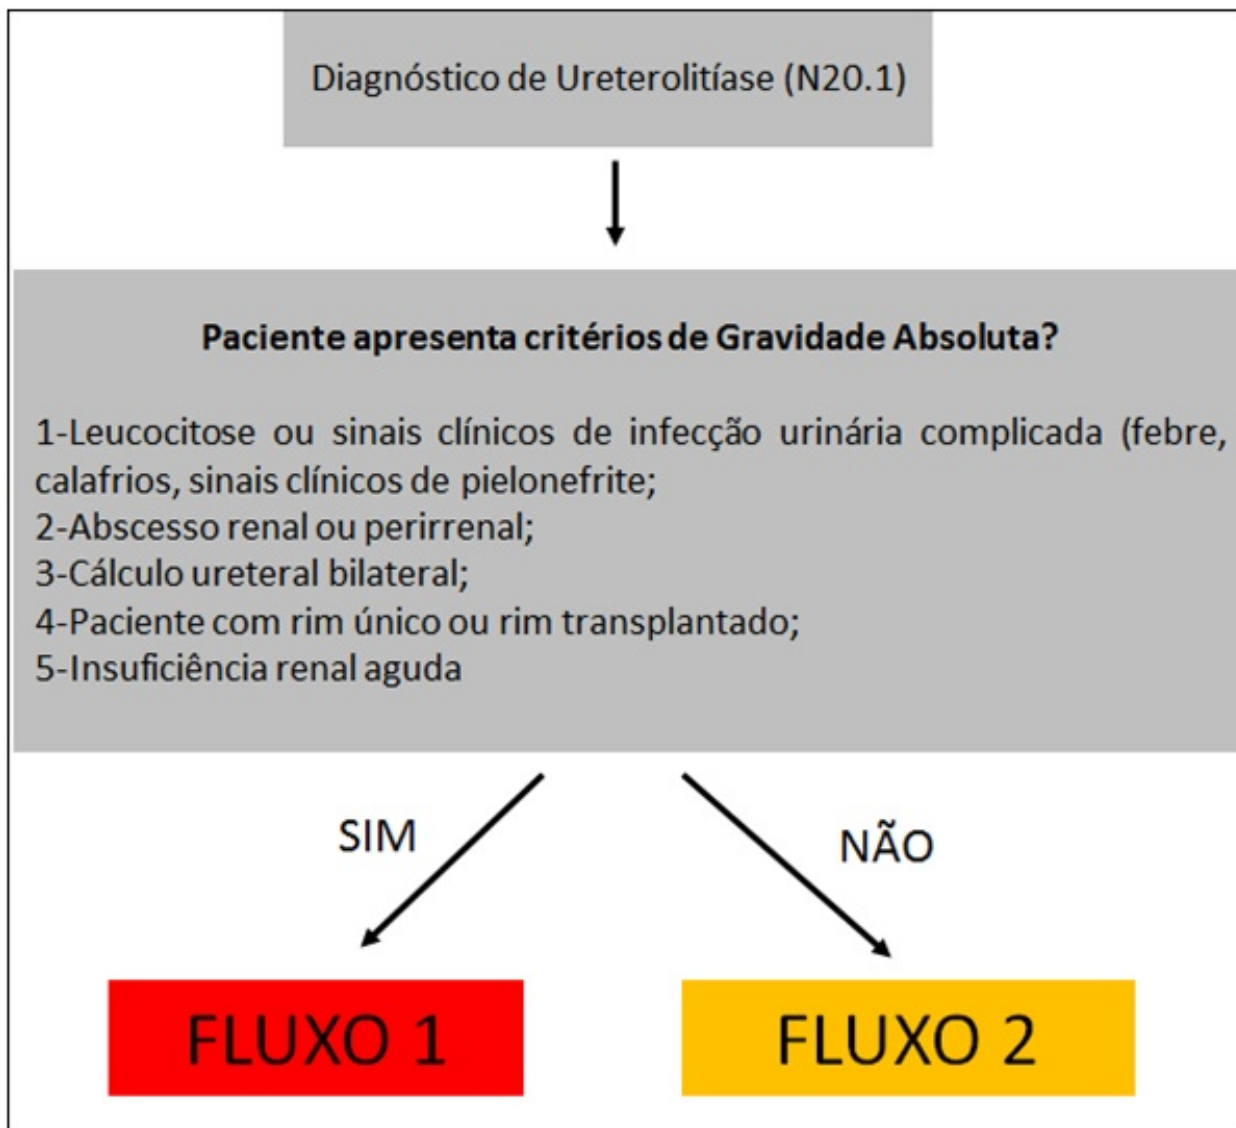 Diagnóstico de Ureterolitíase (N20.1)
Paciente apresenta critérios de Gravidade Absoluta?
1-Leucocitose ou sinais clínicos de infecção urinária complicada (febre,
calafrios, sinais clínicos de pielonefrite;
2-Abscesso renal ou perirrenal;
3-Cálculo ureteral bilateral;
4-Paciente com rim único ou rim transplantado;
5-Insuficiência renal aguda
SIM
NÃO
FLUXO 1
FLUXO 2